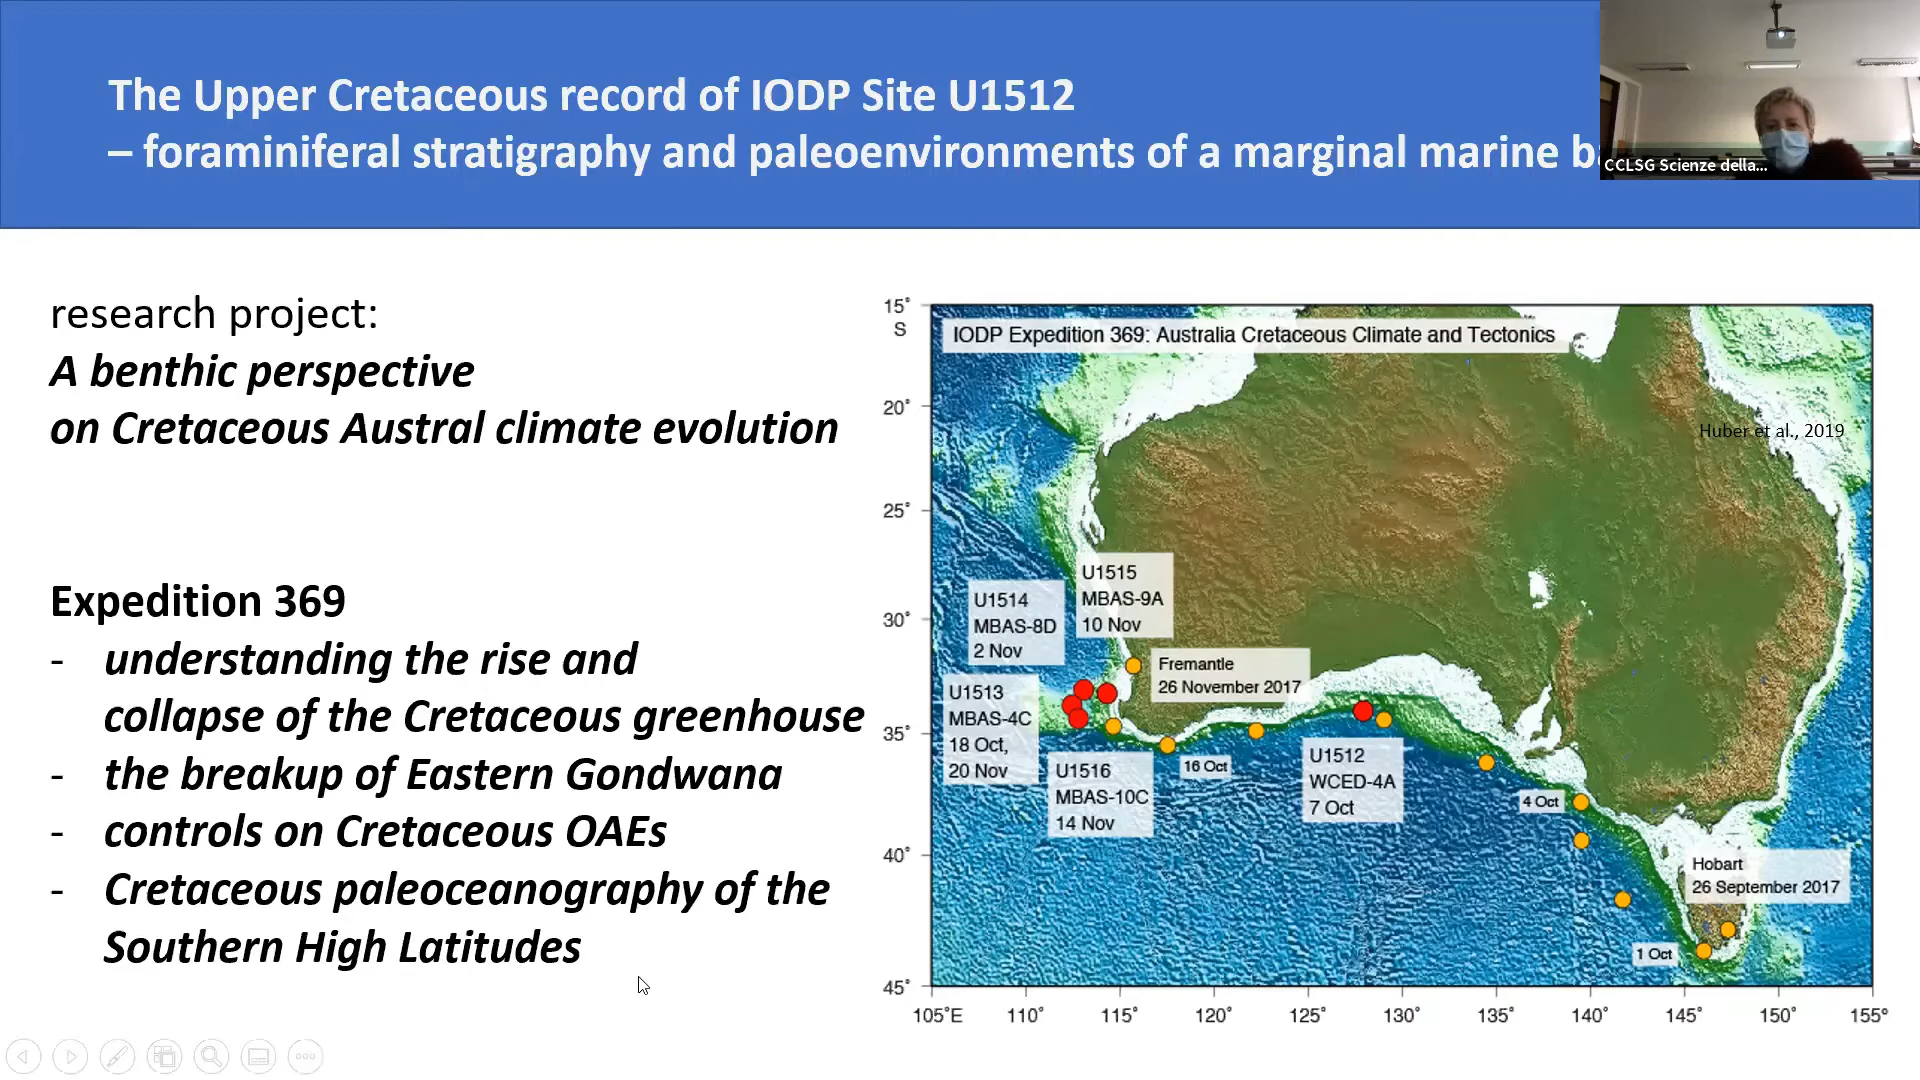 The Upper Cretaceous record of IODP Site U1512
– foraminiferal stratigraphy and paleoenvironments of a marginal marine b
CCLSG Scienze della...
research project:
A benthic perspective
on Cretaceous Austral climate evolution
Expedition 369
- understanding the rise and
collapse of the Cretaceous greenhouse
- the breakup of Eastern Gondwana
- controls on Cretaceous OAEs
- Cretaceous paleoceanography of the
Southern High Latitudes
IODP Expedition 369: Australia Cretaceous Climate and Tectonics
Huber et al., 2019
U1515
MBAS-9A
10 Nov
U1514
MBAS-8D
2 Nov
Fremantle
26 November 2017
U1513
MBAS-4C
18 Oct,
20 Nov
U1516
MBAS-10C
14 Nov
16 Oct
U1512
WCED-4A
7 Oct
4 Oct
Hobart
26 September 2017
1 Oct
15°
S
20°
25°
30°
35°
40°
45°
105°E 110° 115° 120° 125° 130° 135° 140° 145° 150° 155°